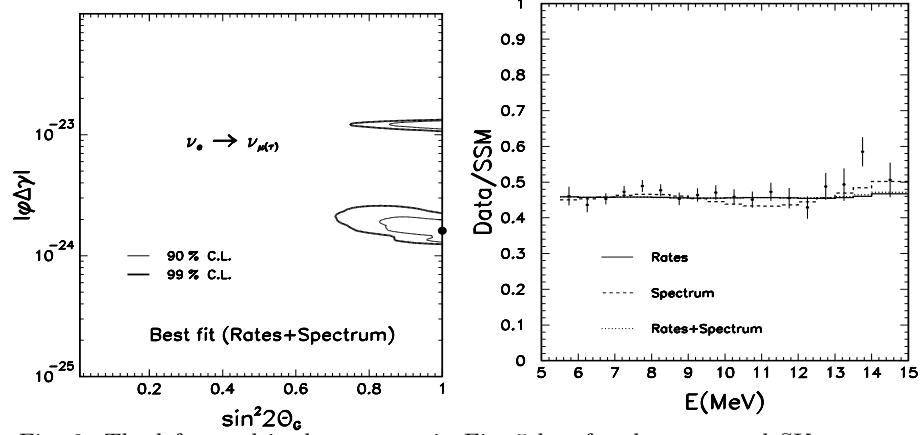 10⁻²³
10⁻²⁴
10⁻²⁵
|φΔγ|
νₑ → ν_μ(τ)
90 % C.L.
99 % C.L.
Best fit (Rates+Spectrum)
0.2 0.4 0.6 0.8 1
sin²2Θ_G
1
0.9
0.8
0.7
0.6
0.5
0.4
0.3
0.2
0.1
0
Data/SSM
Rates
Spectrum
Rates+Spectrum
5 6 7 8 9 10 11 12 13 14 15
E(MeV)